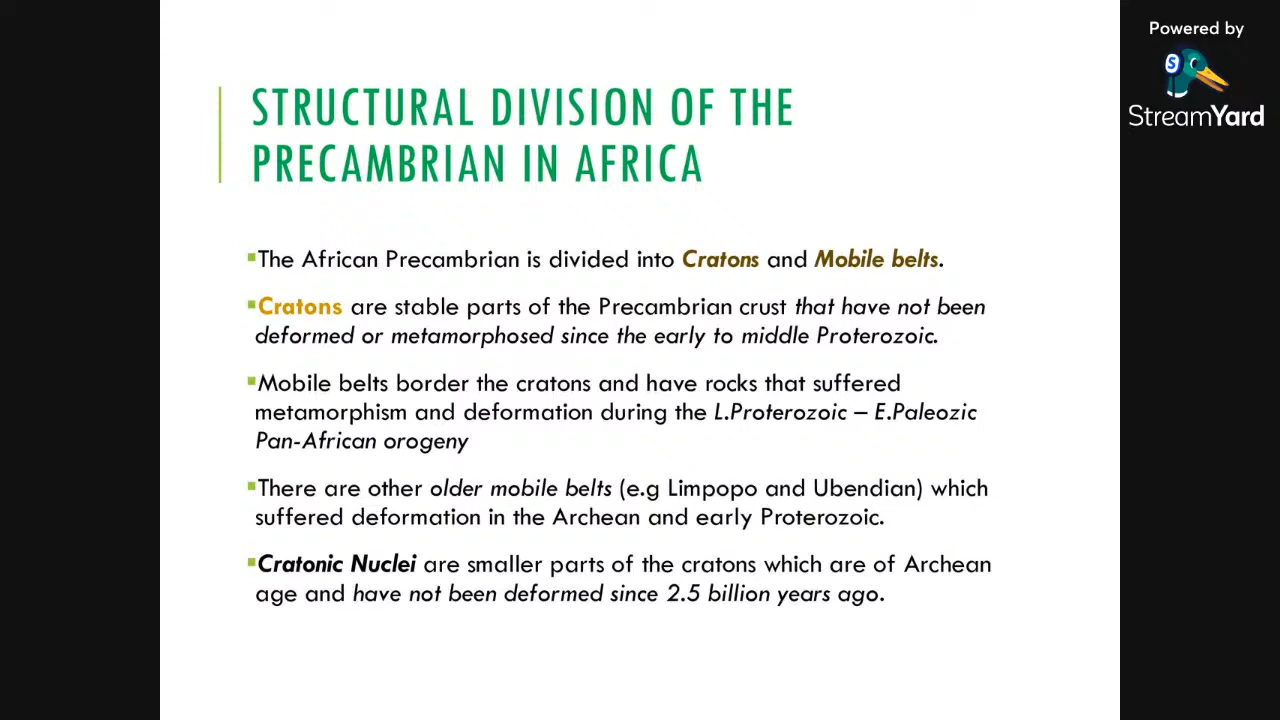 STRUCTURAL DIVISION OF THE
PRECAMBRIAN IN AFRICA
▪The African Precambrian is divided into Cratons and Mobile belts.
▪Cratons are stable parts of the Precambrian crust that have not been
deformed or metamorphosed since the early to middle Proterozoic.
▪Mobile belts border the cratons and have rocks that suffered
metamorphism and deformation during the L.Proterozoic – E.Paleozic
Pan-African orogeny
▪There are other older mobile belts (e.g Limpopo and Ubendian) which
suffered deformation in the Archean and early Proterozoic.
▪Cratonic Nuclei are smaller parts of the cratons which are of Archean
age and have not been deformed since 2.5 billion years ago.
Powered by
S
StreamYard